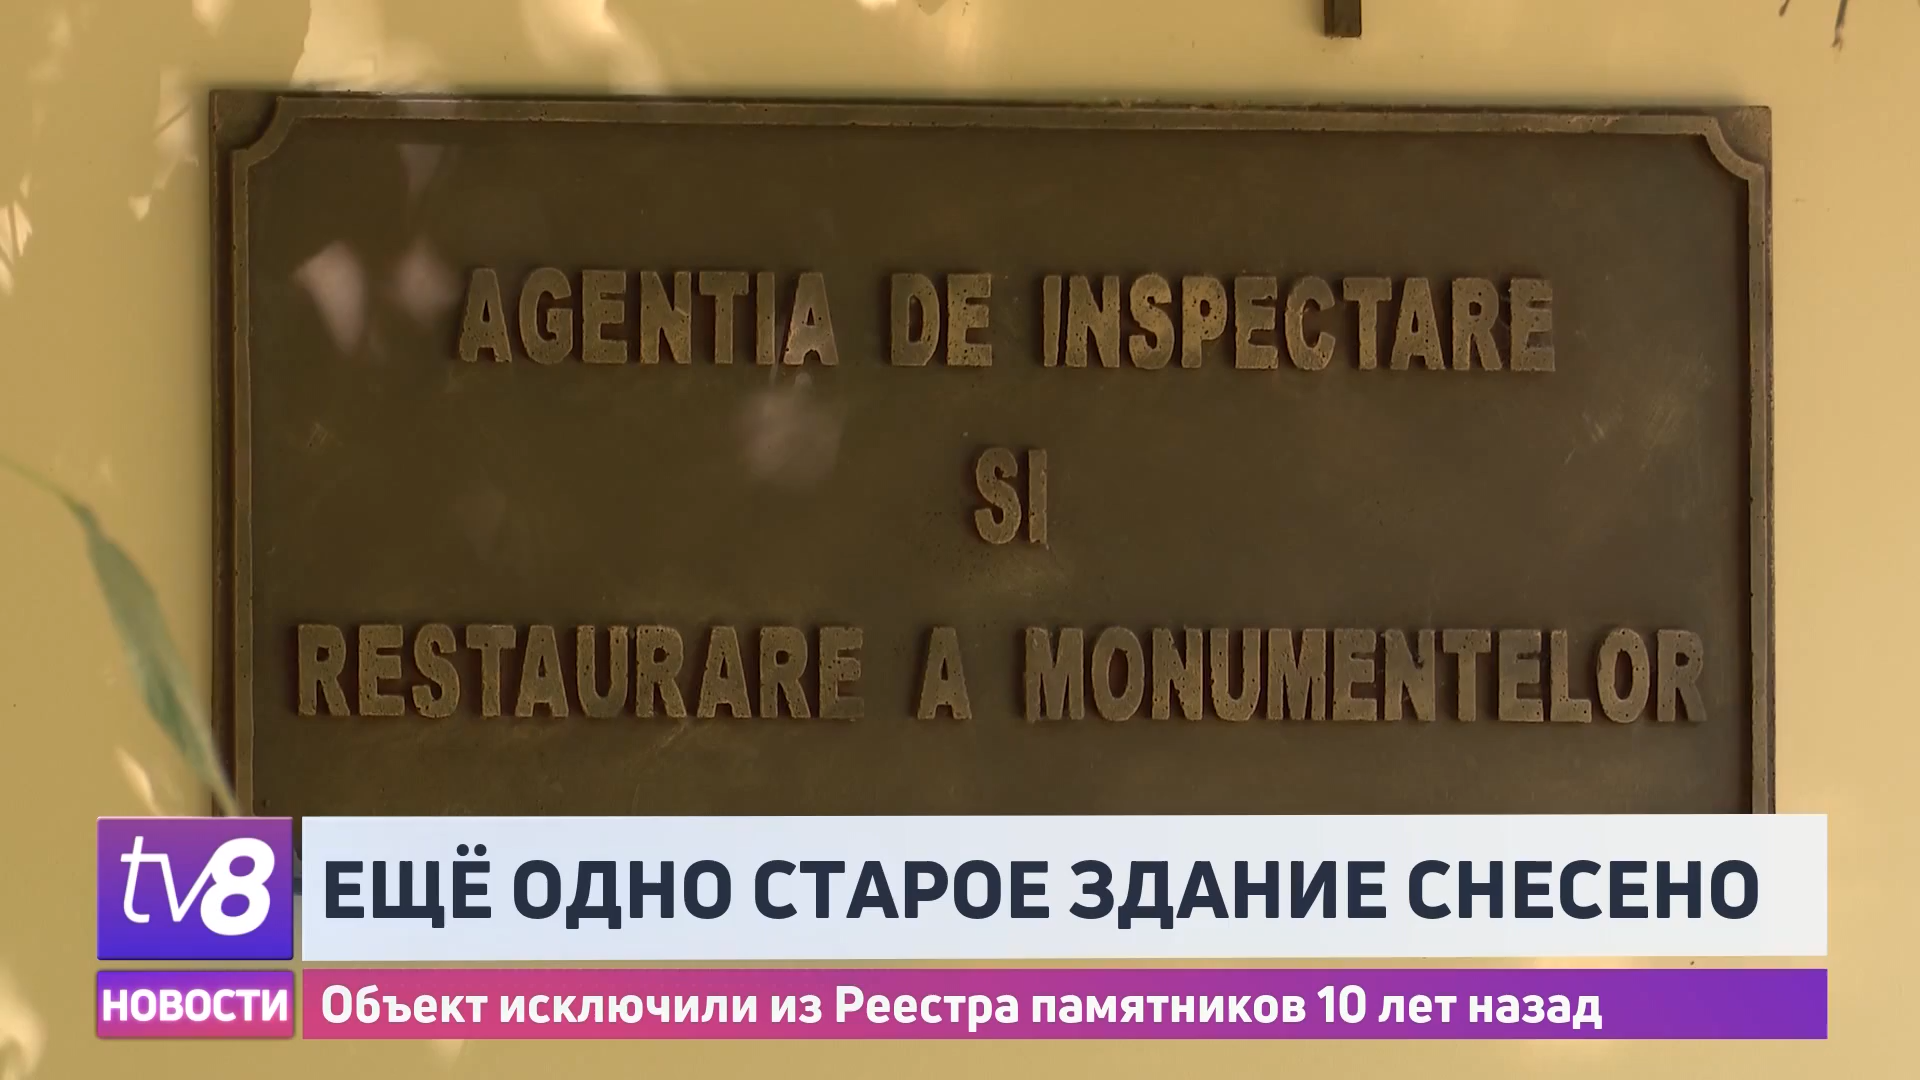 AGENTIA DE INSPECTARE
SI
RESTAURARE A MONUMENTELOR
tv8
ЕЩЁ ОДНО СТАРОЕ ЗДАНИЕ СНЕСЕНО
НОВОСТИ
Объект исключили из Реестра памятников 10 лет назад